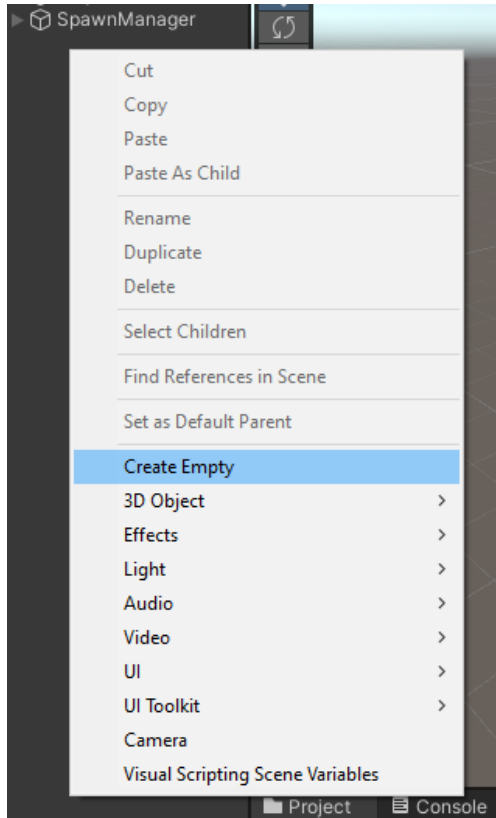 SpawnManager
Cut
Copy
Paste
Paste As Child
Rename
Duplicate
Delete
Select Children
Find References in Scene
Set as Default Parent
Create Empty
3D Object
Effects
Light
Audio
Video
UI
UI Toolkit
Camera
Visual Scripting Scene Variables
Project Console